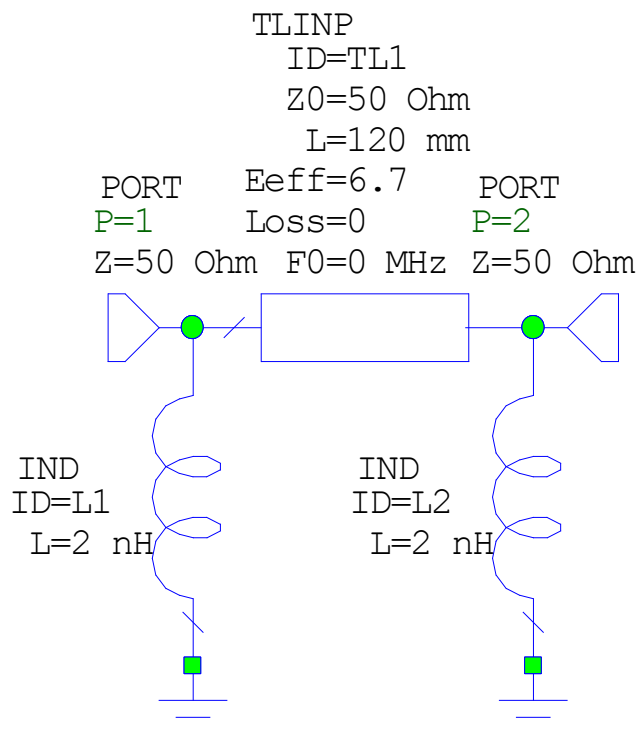 TLINP
ID=TL1
Z0=50 Ohm
L=120 mm
Eeff=6.7
Loss=0
F0=0 MHz
PORT
P=1
Z=50 Ohm
PORT
P=2
Z=50 Ohm
IND
ID=L1
L=2 nH
IND
ID=L2
L=2 nH